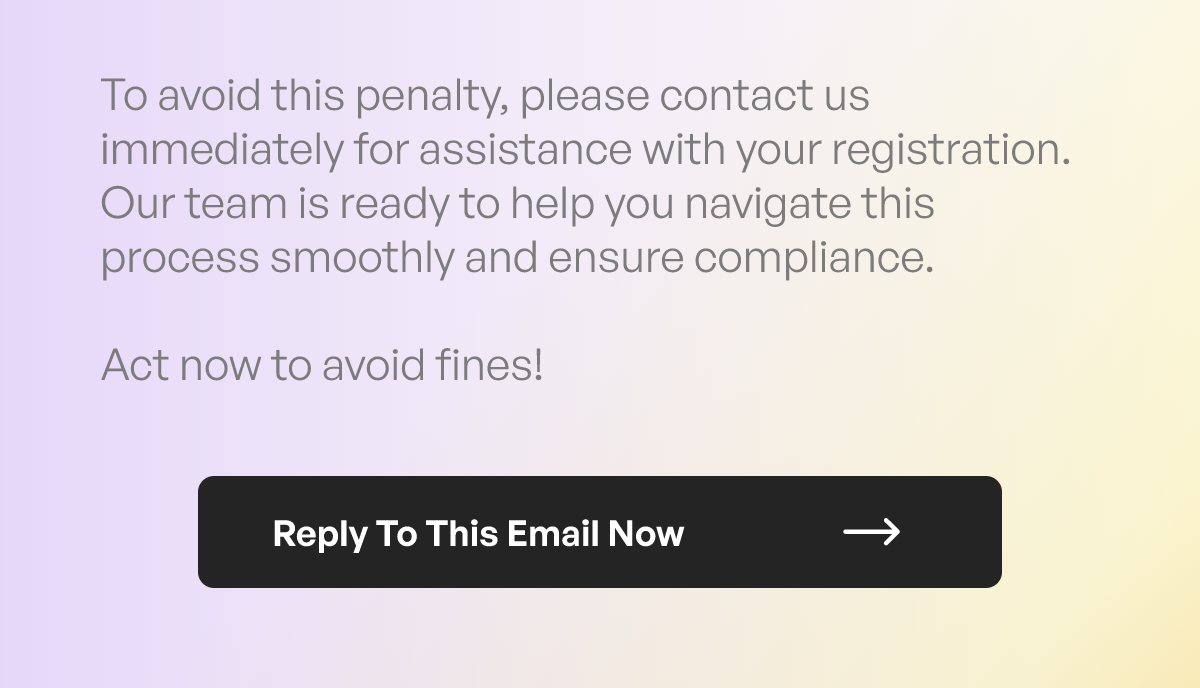 To avoid this penalty, please contact us
immediately for assistance with your registration.
Our team is ready to help you navigate this
process smoothly and ensure compliance.
Act now to avoid fines!
Reply To This Email Now